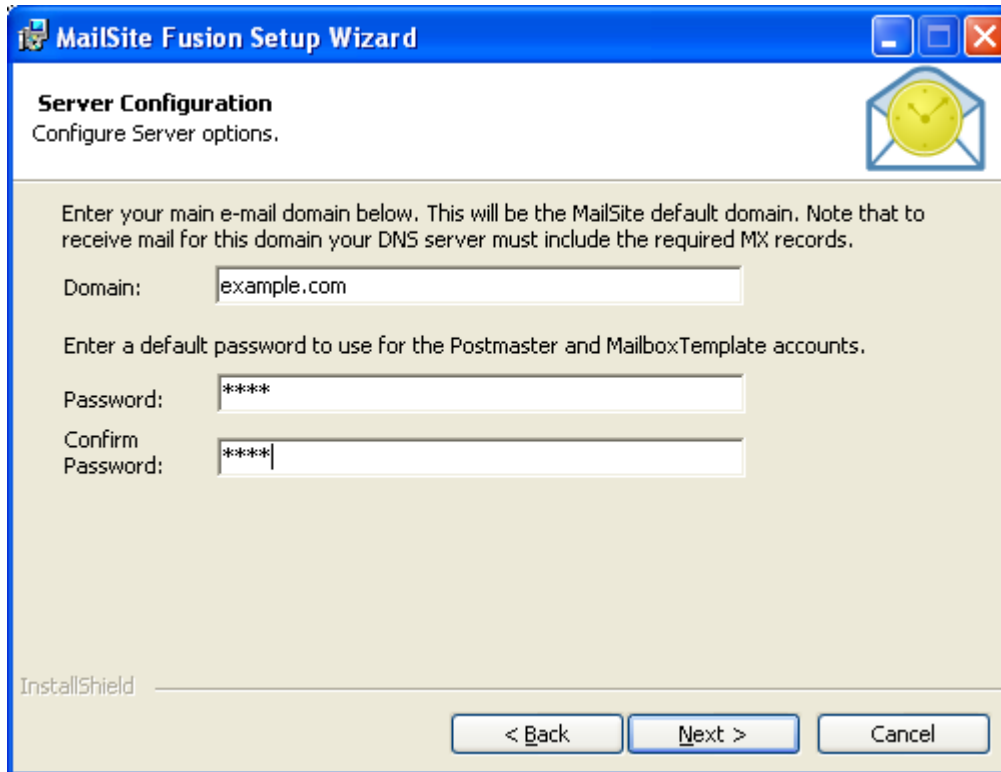 MailSite Fusion Setup Wizard
Server Configuration
Configure Server options.
Enter your main e-mail domain below. This will be the MailSite default domain. Note that to
receive mail for this domain your DNS server must include the required MX records.
Domain: example.com
Enter a default password to use for the Postmaster and MailboxTemplate accounts.
Password: ****
Confirm
Password: ****
InstallShield
< Back Next > Cancel